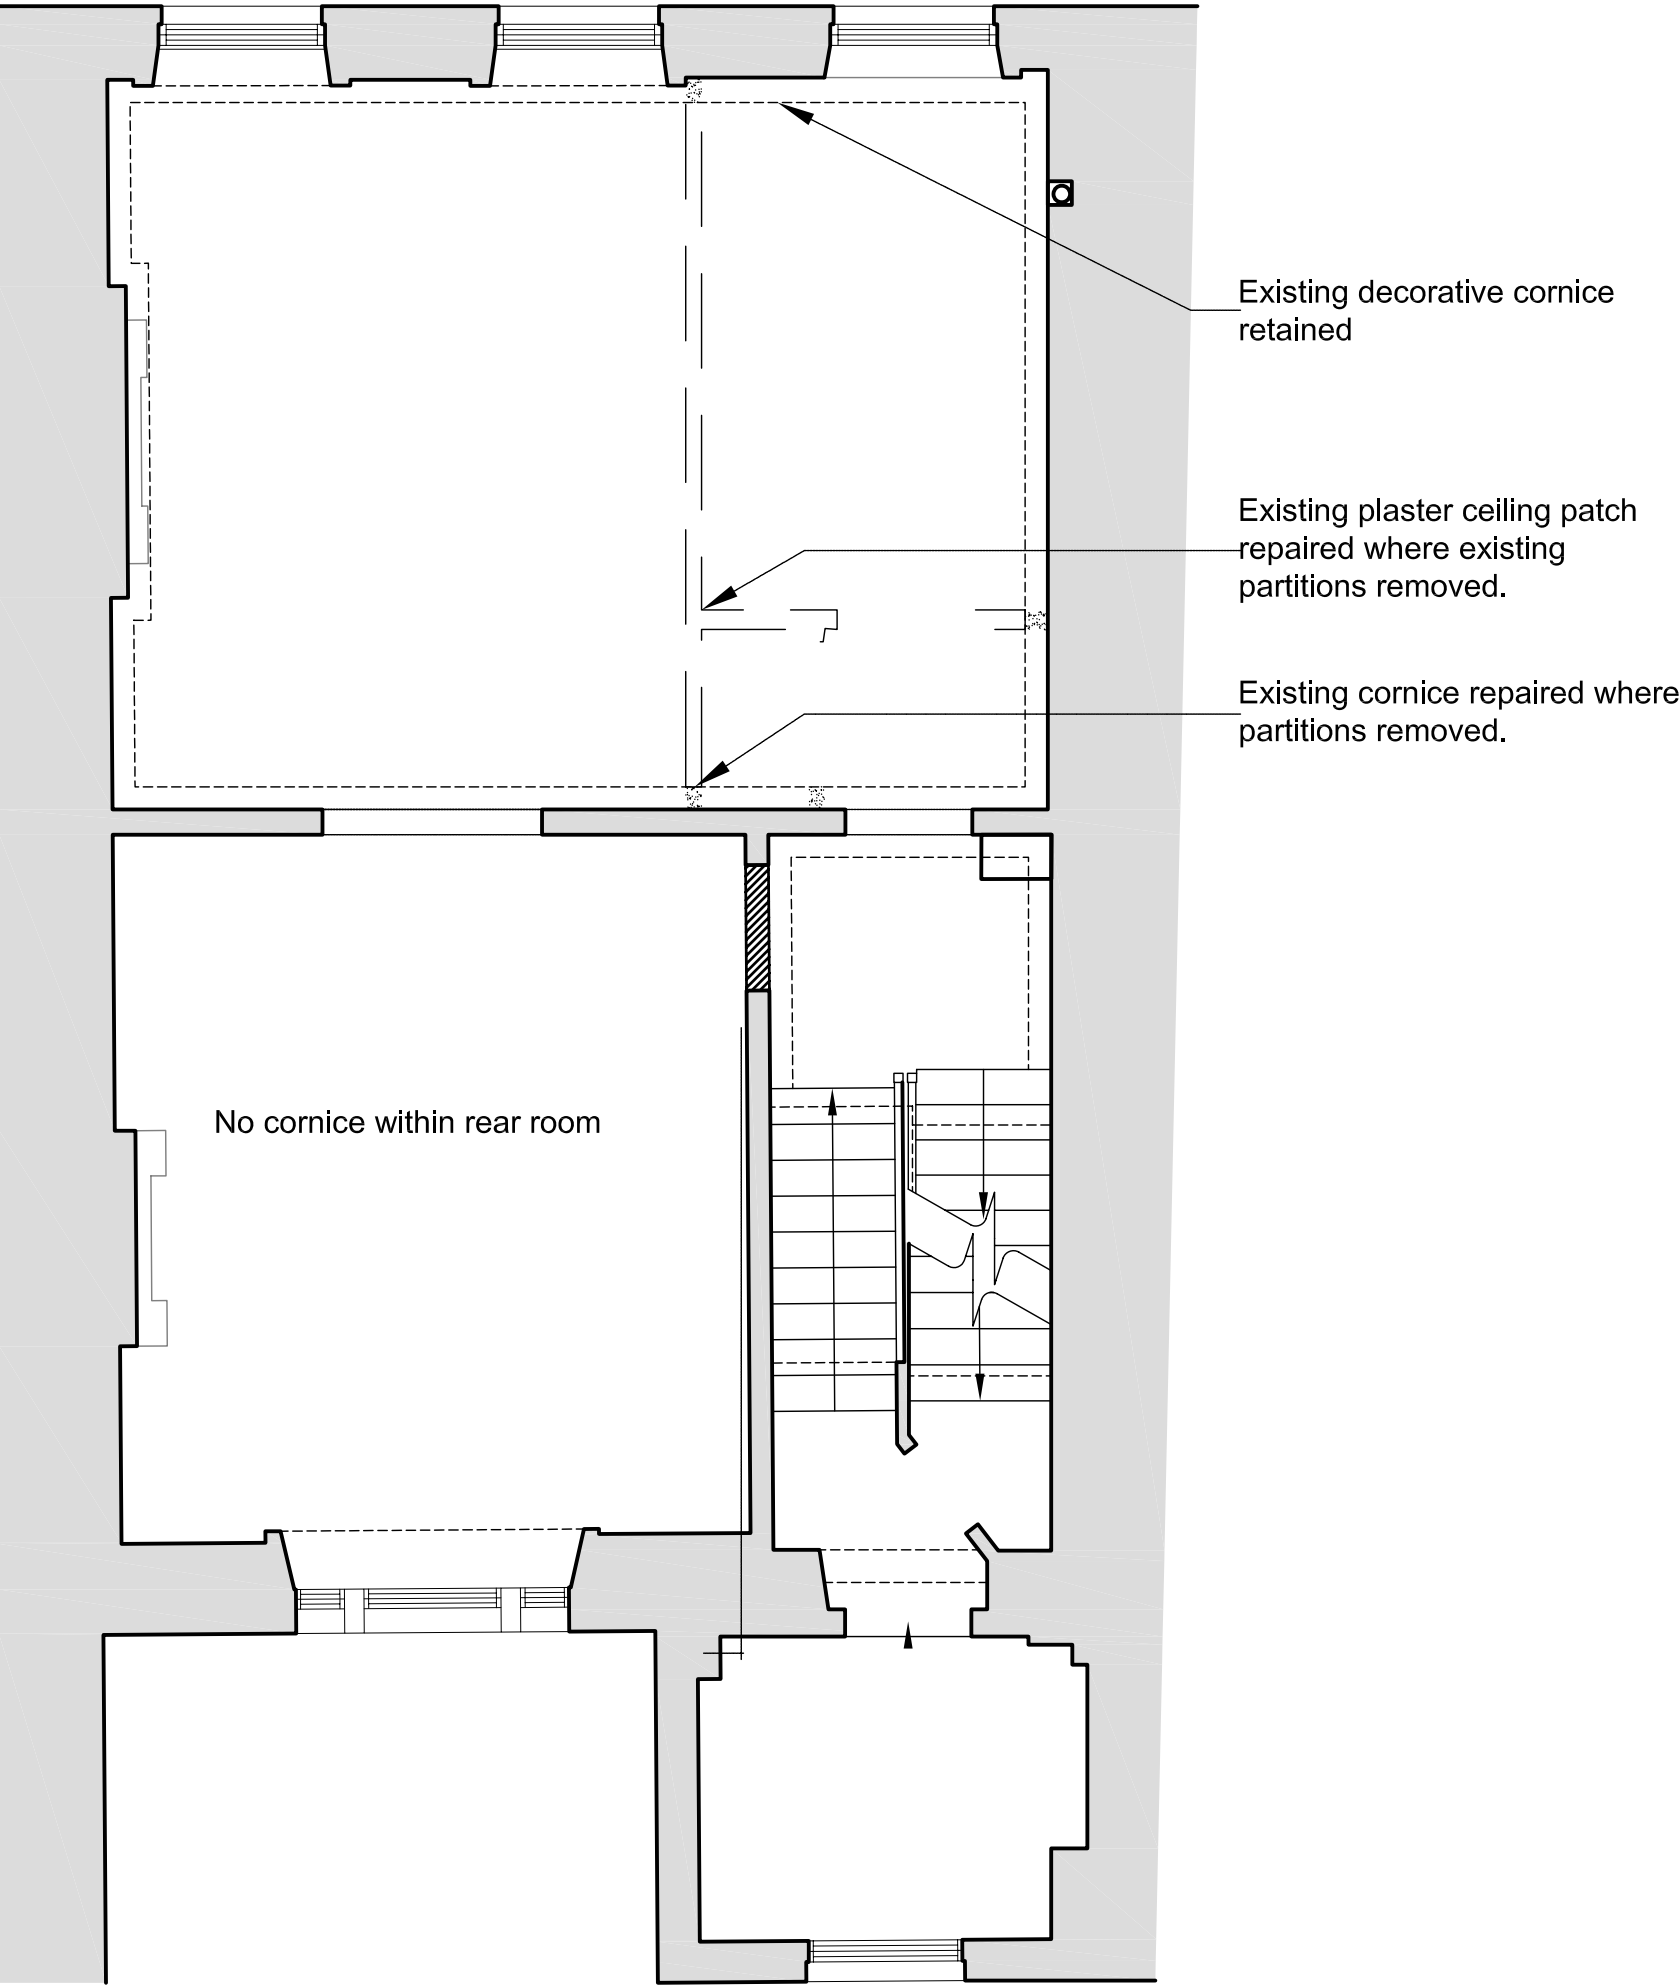 Existing decorative cornice
retained
Existing plaster ceiling patch
repaired where existing
partitions removed.
Existing cornice repaired where
partitions removed.
No cornice within rear room